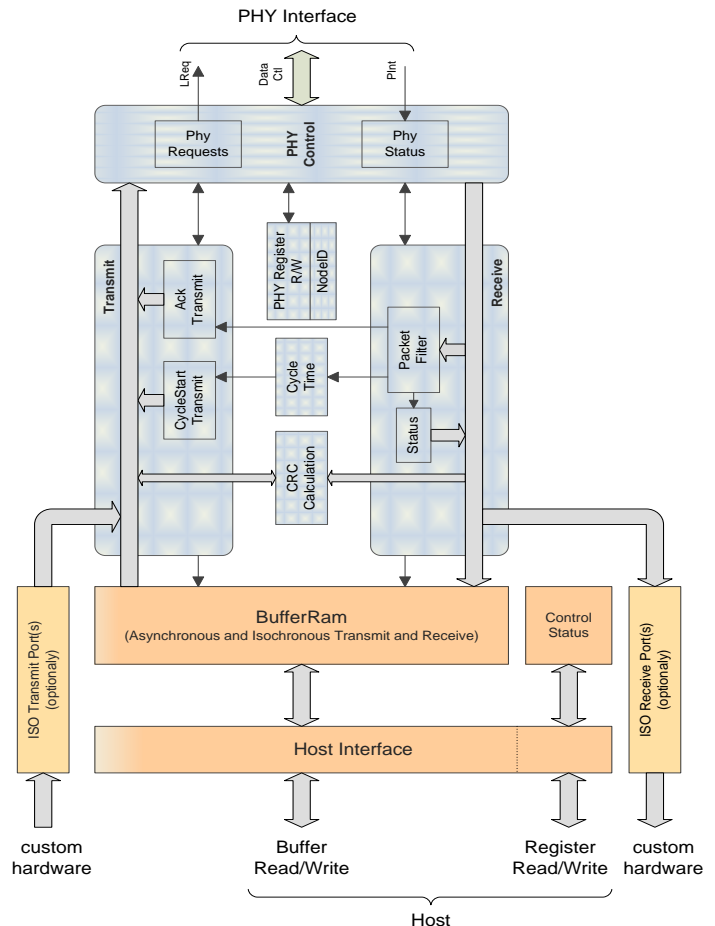 PHY Interface
LReq
Data
Ctl
PInt
Phy
Requests
PHY
Control
Phy
Status
Transmit
Ack
Transmit
PHY Register
R/W
NodeID
Receive
Packet
Filter
CycleStart
Transmit
Cycle
Time
Status
CRC
Calculation
ISO Transmit Port(s)
(optionaly)
BufferRam
(Asynchronous and Isochronous Transmit and Receive)
Control
Status
ISO Receive Port(s)
(optionaly)
Host Interface
custom
hardware
Buffer
Read/Write
Register
Read/Write
custom
hardware
Host